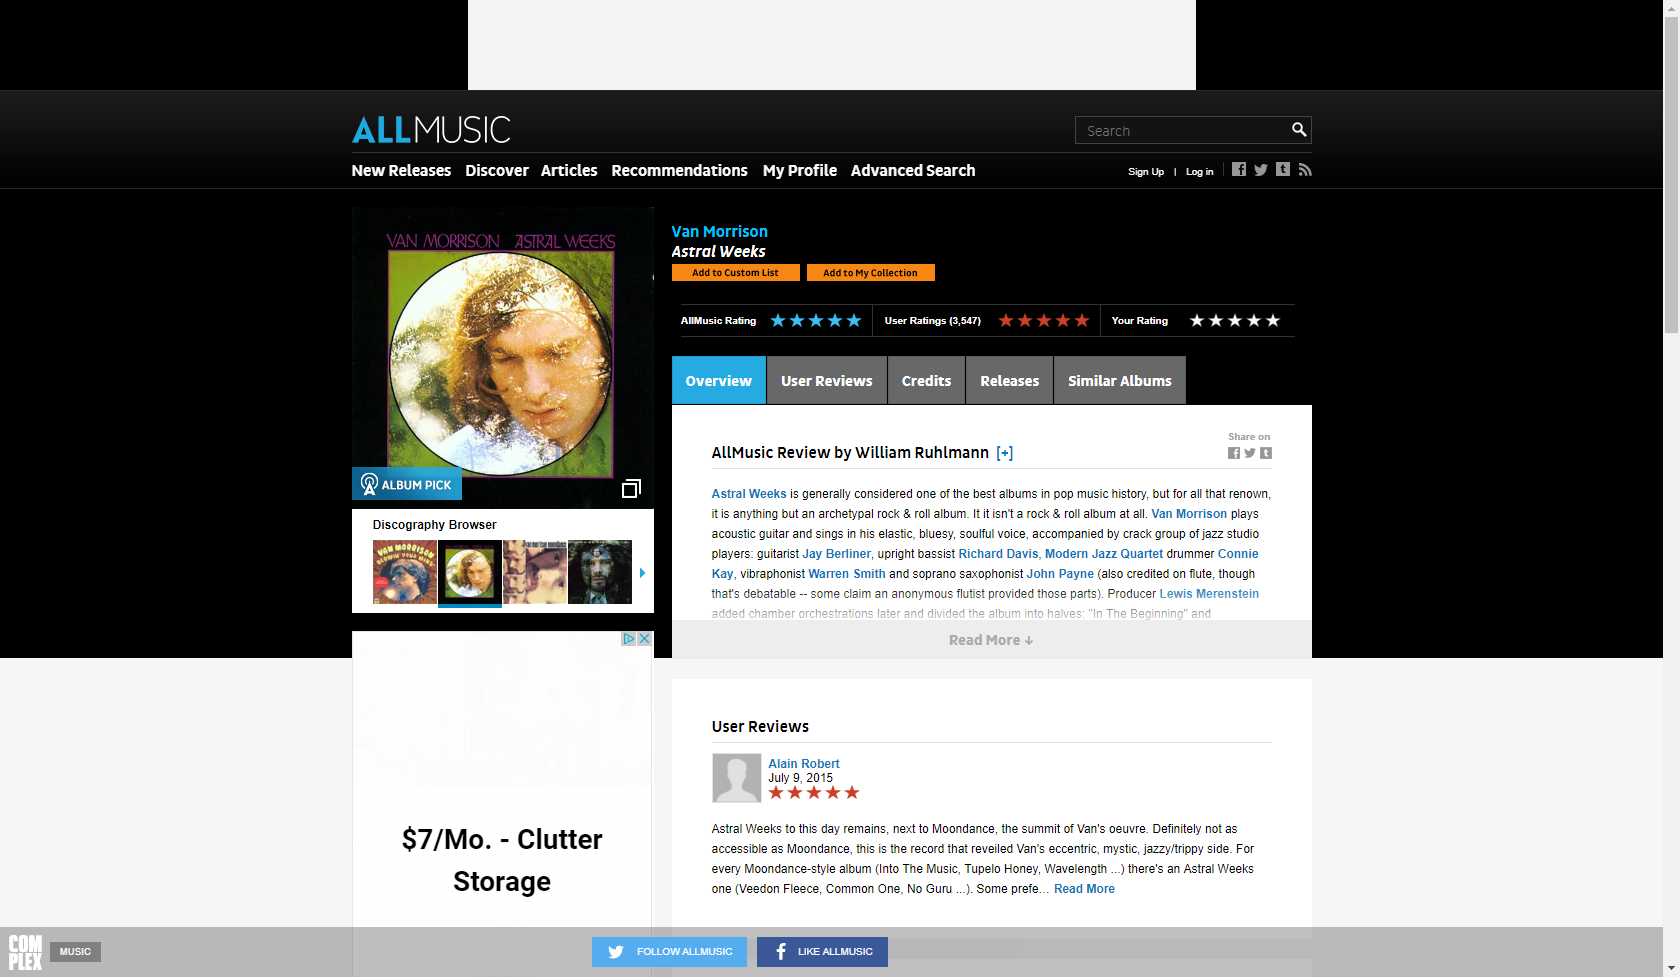 ALLMUSIC
Search
New Releases Discover Articles Recommendations My Profile Advanced Search
Sign Up | Log in
VAN MORRISON ASTRAL WEEKS
ALBUM PICK
Van Morrison
Astral Weeks
Add to Custom List Add to My Collection
AllMusic Rating User Ratings (3,547) Your Rating
Overview User Reviews Credits Releases Similar Albums
Share on
AllMusic Review by William Ruhlmann [+]
Astral Weeks is generally considered one of the best albums in pop music history, but for all that renown,
it is anything but an archetypal rock & roll album. It it isn't a rock & roll album at all. Van Morrison plays
acoustic guitar and sings in his elastic, bluesy, soulful voice, accompanied by crack group of jazz studio
players: guitarist Jay Berliner, upright bassist Richard Davis, Modern Jazz Quartet drummer Connie
Kay, vibraphonist Warren Smith and soprano saxophonist John Payne (also credited on flute, though
that's debatable -- some claim an anonymous flutist provided those parts). Producer Lewis Merenstein
added chamber orchestrations later and divided the album into halves: "In The Beginning" and
Read More ↓
Discography Browser
VAN MORRISON
$7/Mo. - Clutter
Storage
User Reviews
Alain Robert
July 9, 2015
Astral Weeks to this day remains, next to Moondance, the summit of Van's oeuvre. Definitely not as
accessible as Moondance, this is the record that reveiled Van's eccentric, mystic, jazzy/trippy side. For
every Moondance-style album (Into The Music, Tupelo Honey, Wavelength ...) there's an Astral Weeks
one (Veedon Fleece, Common One, No Guru ...). Some prefe... Read More
COMPLEX MUSIC
FOLLOW ALLMUSIC LIKE ALLMUSIC